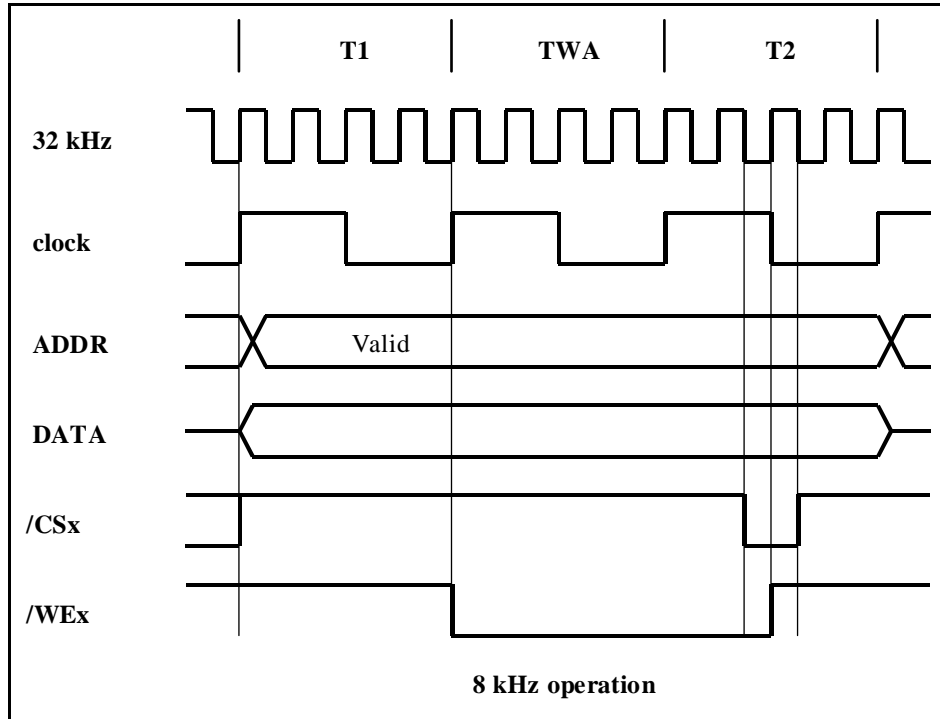 T1 TWA T2
32 kHz
clock
ADDR Valid
DATA
/CSx
/WEx
8 kHz operation